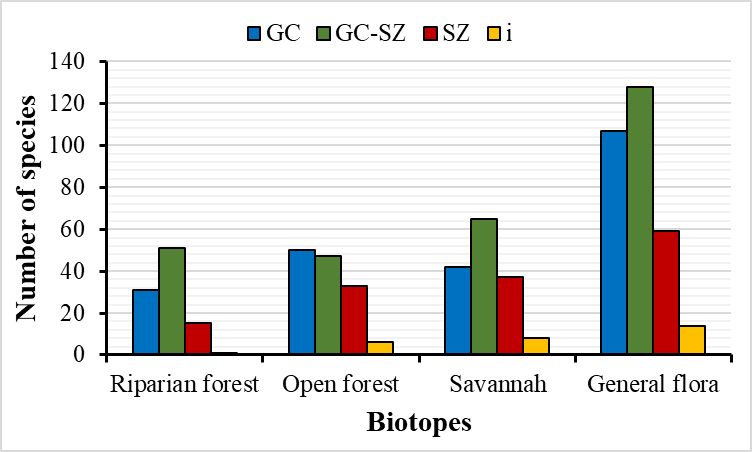 GC GC-SZ SZ i
140
120
100
80
60
40
20
0
Number of species
Riparian forest Open forest Savannah General flora
Biotopes